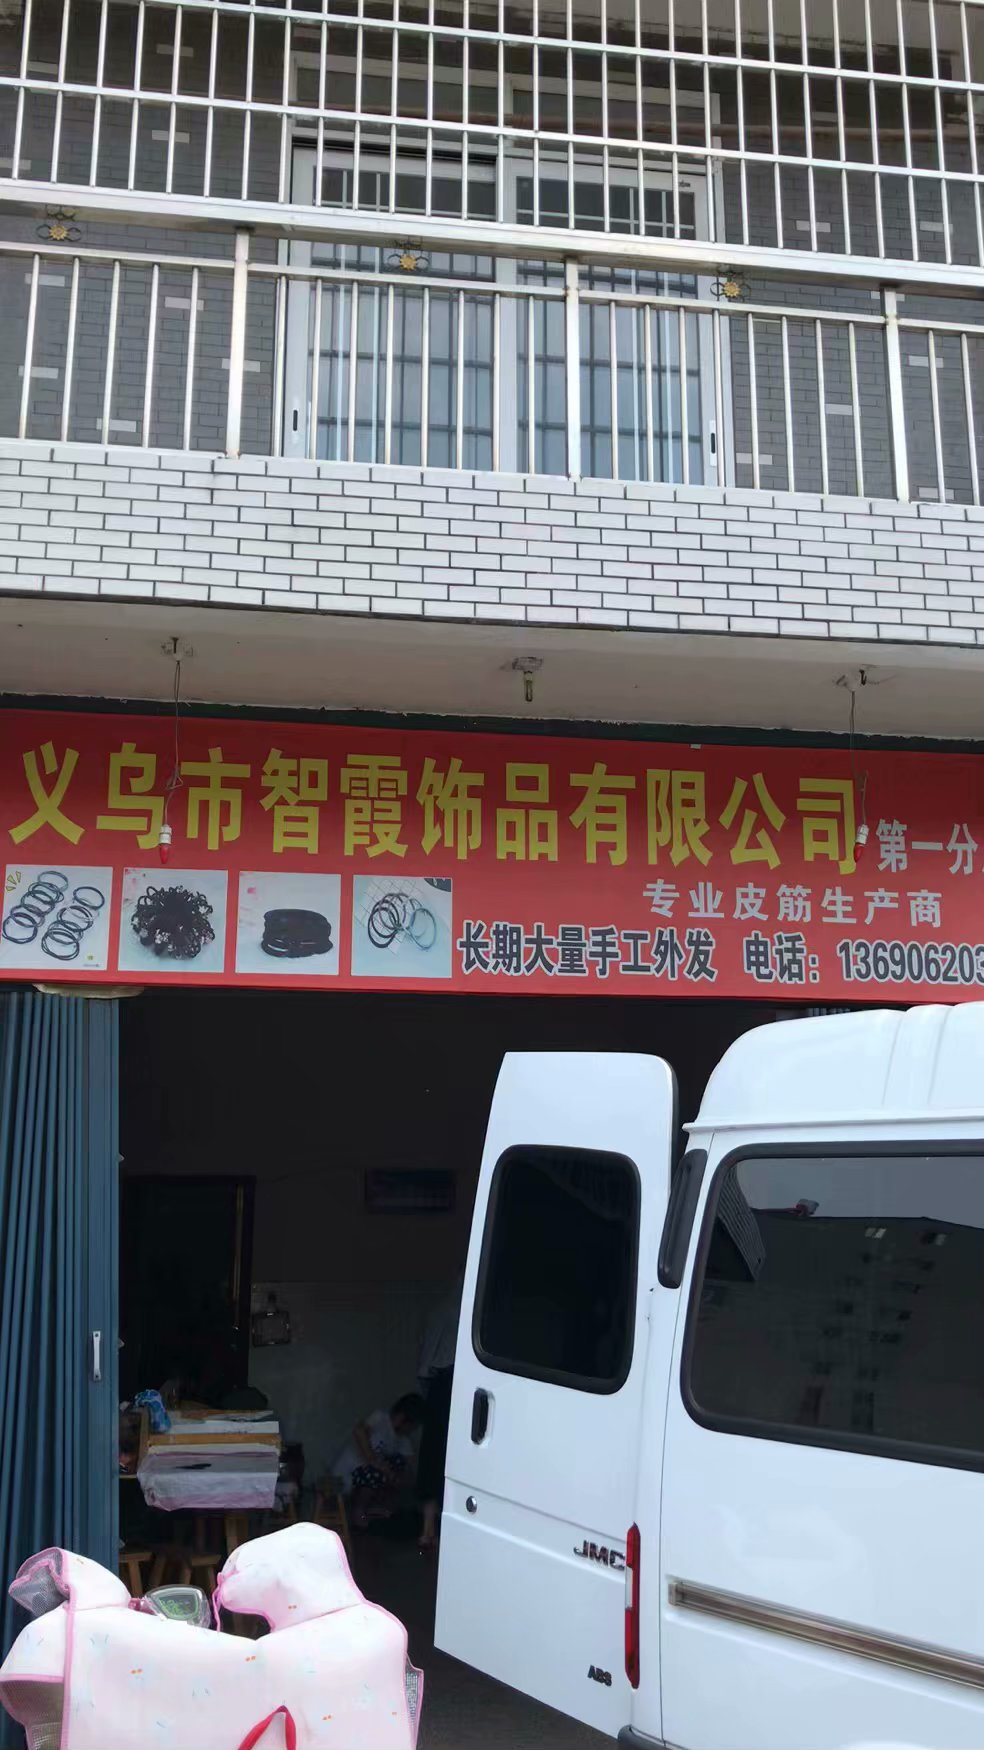 义乌市智霞饰品有限公司 第一分
专业皮筋生产商
长期大量手工外发 电话：136906203
JMC
ABS